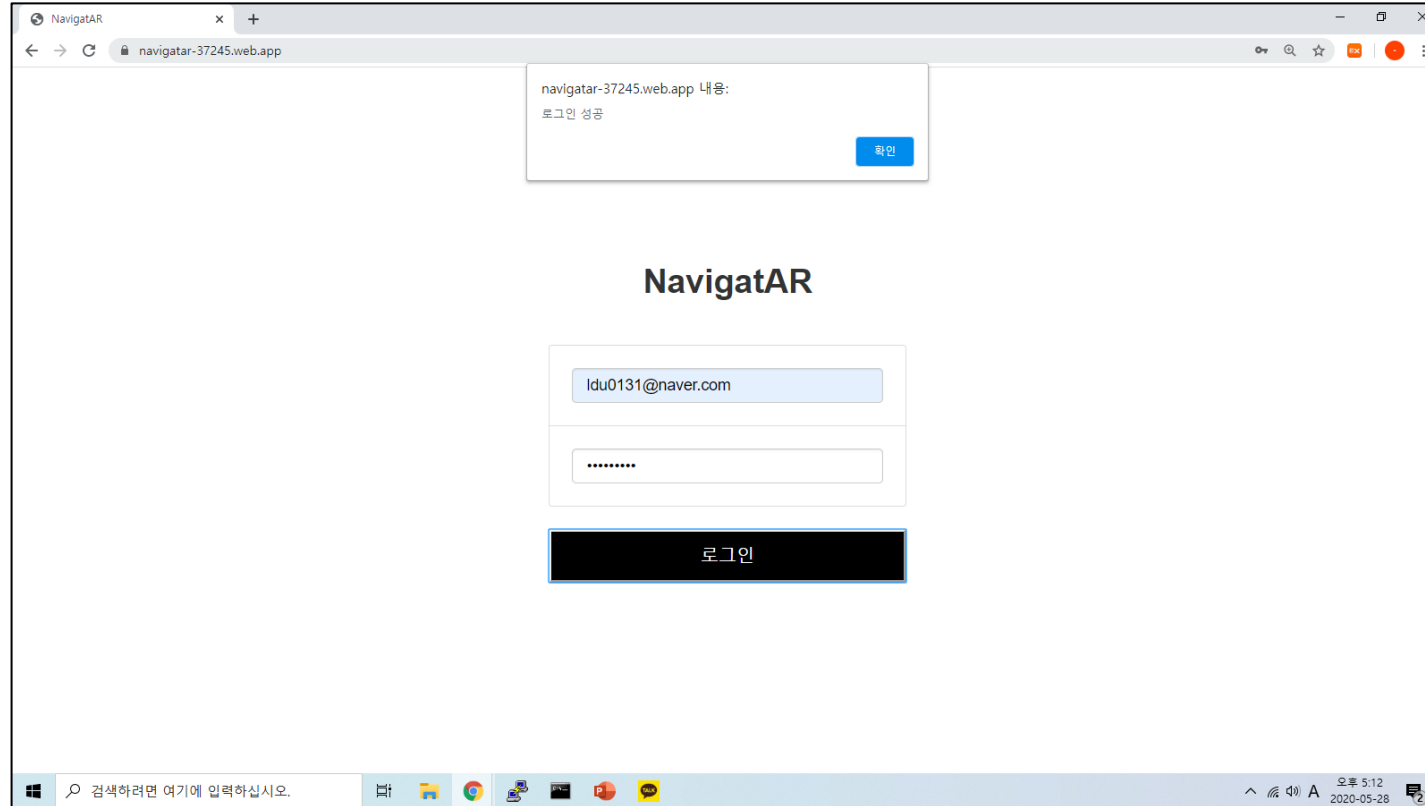 NavigatAR
navigatar-37245.web.app
navigatar-37245.web.app 내용:
로그인 성공
확인
NavigatAR
ldu0131@naver.com
•••••••••
로그인
검색하려면 여기에 입력하십시오.
TALK
A
오후 5:12
2020-05-28
2